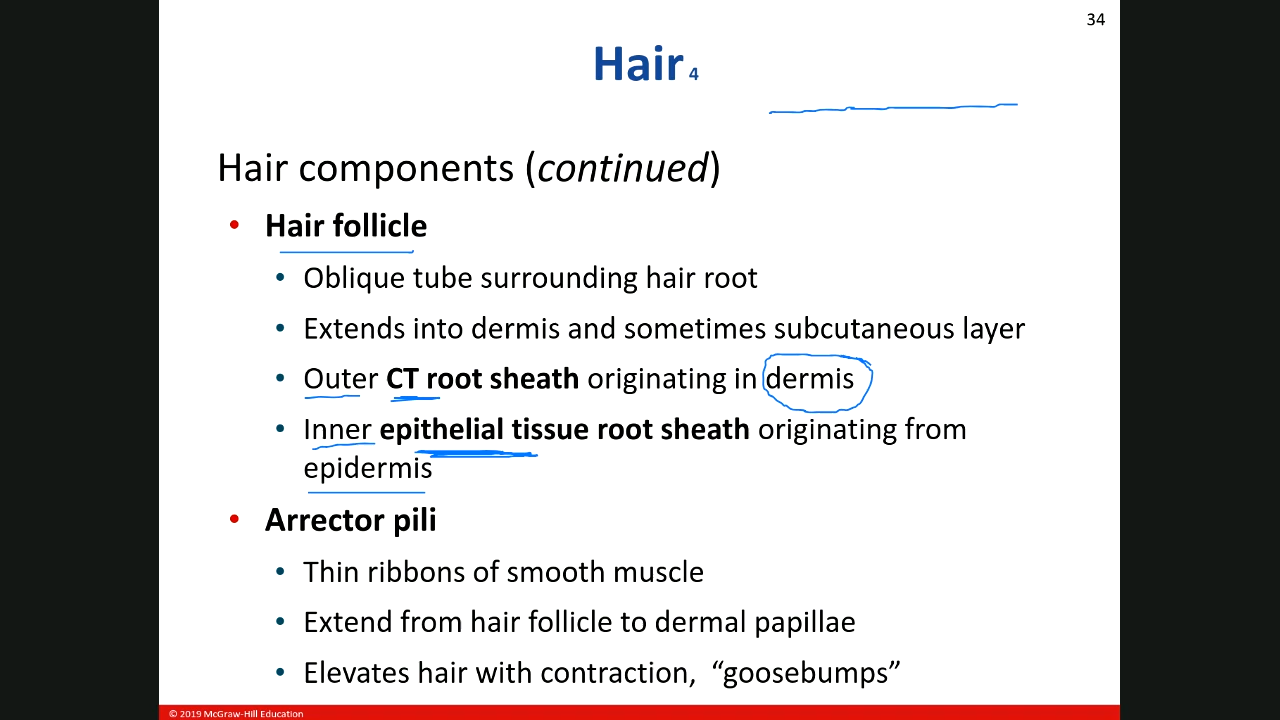 34
Hair 4
Hair components (continued)
• Hair follicle
• Oblique tube surrounding hair root
• Extends into dermis and sometimes subcutaneous layer
• Outer CT root sheath originating in dermis
• Inner epithelial tissue root sheath originating from
epidermis
• Arrector pili
• Thin ribbons of smooth muscle
• Extend from hair follicle to dermal papillae
• Elevates hair with contraction, “goosebumps”
© 2019 McGraw-Hill Education